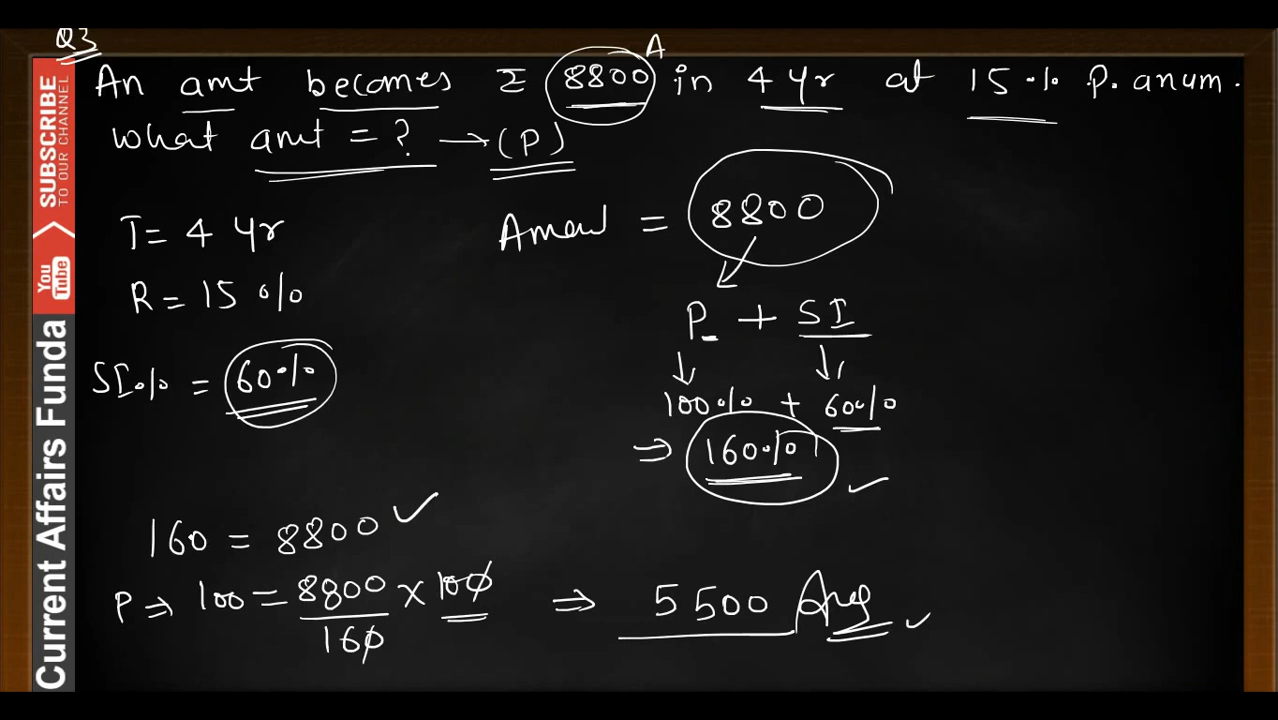 Q3
An amt becomes = 8800 A in 4 yr at 15 % P. anum.
what amt = ? → (P)
T = 4 yr
R = 15 %
SI% = 60%
= 8800
P + SI
100% + 60%
⇒ 160%
160 = 8800 ✓
P ⇒ 100 = 8800/160 × 100 ⇒ 5500 Ans ✓
SUBSCRIBE
TO OUR CHANNEL
You Tube
Current Affairs Funda